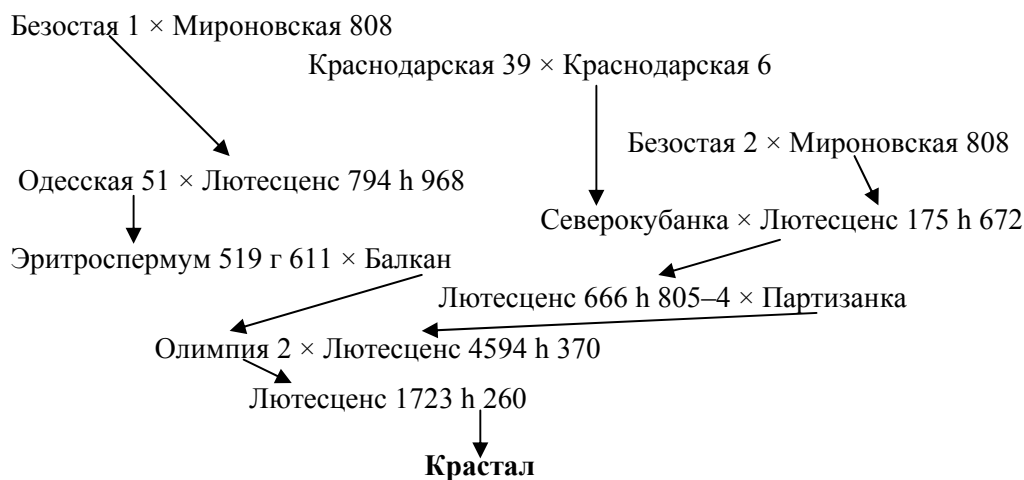 Безостая 1 × Мироновская 808
Краснодарская 39 × Краснодарская 6
Безостая 2 × Мироновская 808
Одесская 51 × Лютесценс 794 h 968
Северокубанка × Лютесценс 175 h 672
Эритроспермум 519 г 611 × Балкан
Лютесценс 666 h 805–4 × Партизанка
Олимпия 2 × Лютесценс 4594 h 370
Лютесценс 1723 h 260
Крастал